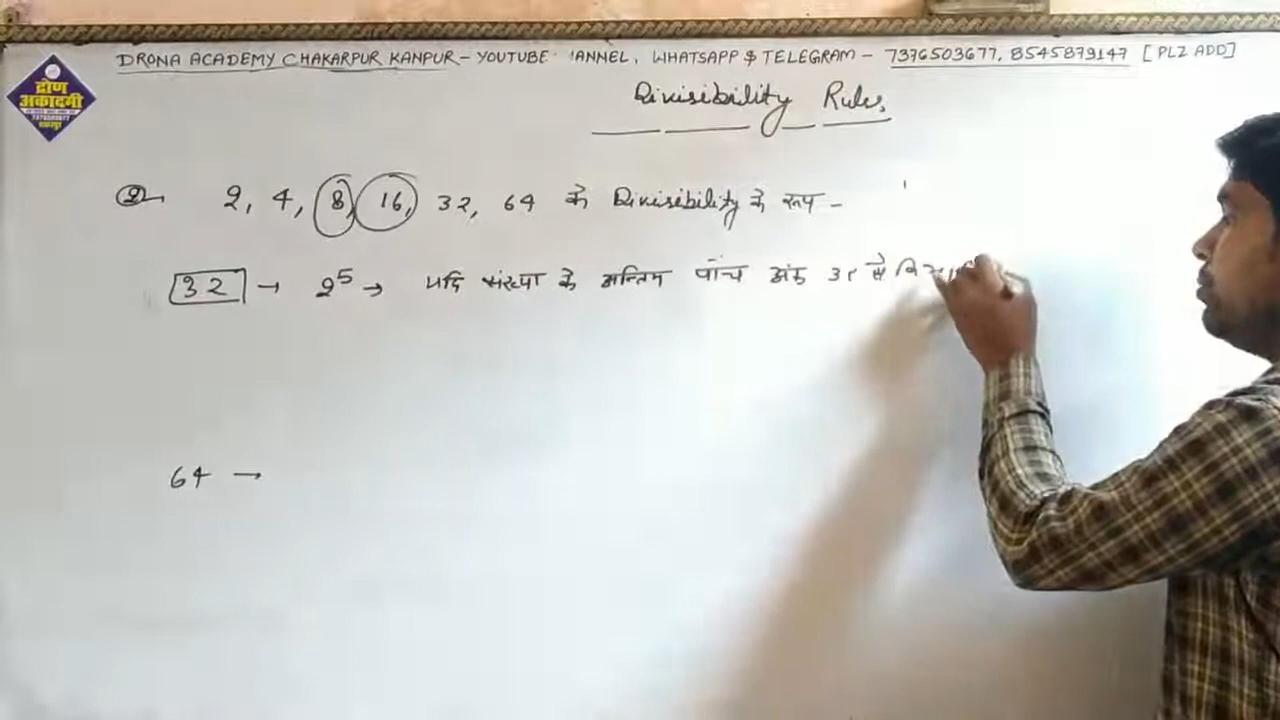 DRONA ACADEMY CHAKARPUR KANPUR – YOUTUBE ANNEL, WHATSAPP $ TELEGRAM – 7376503677, 8545879147 [PLZ ADD]
द्रोण
अकादमी
Divisibility Rules
2, 4, 8, 16, 32, 64 के Divisibility के रूप –
32 → 2⁵ → यदि संख्या के अन्तिम पाँच अंक 32 से
64 →